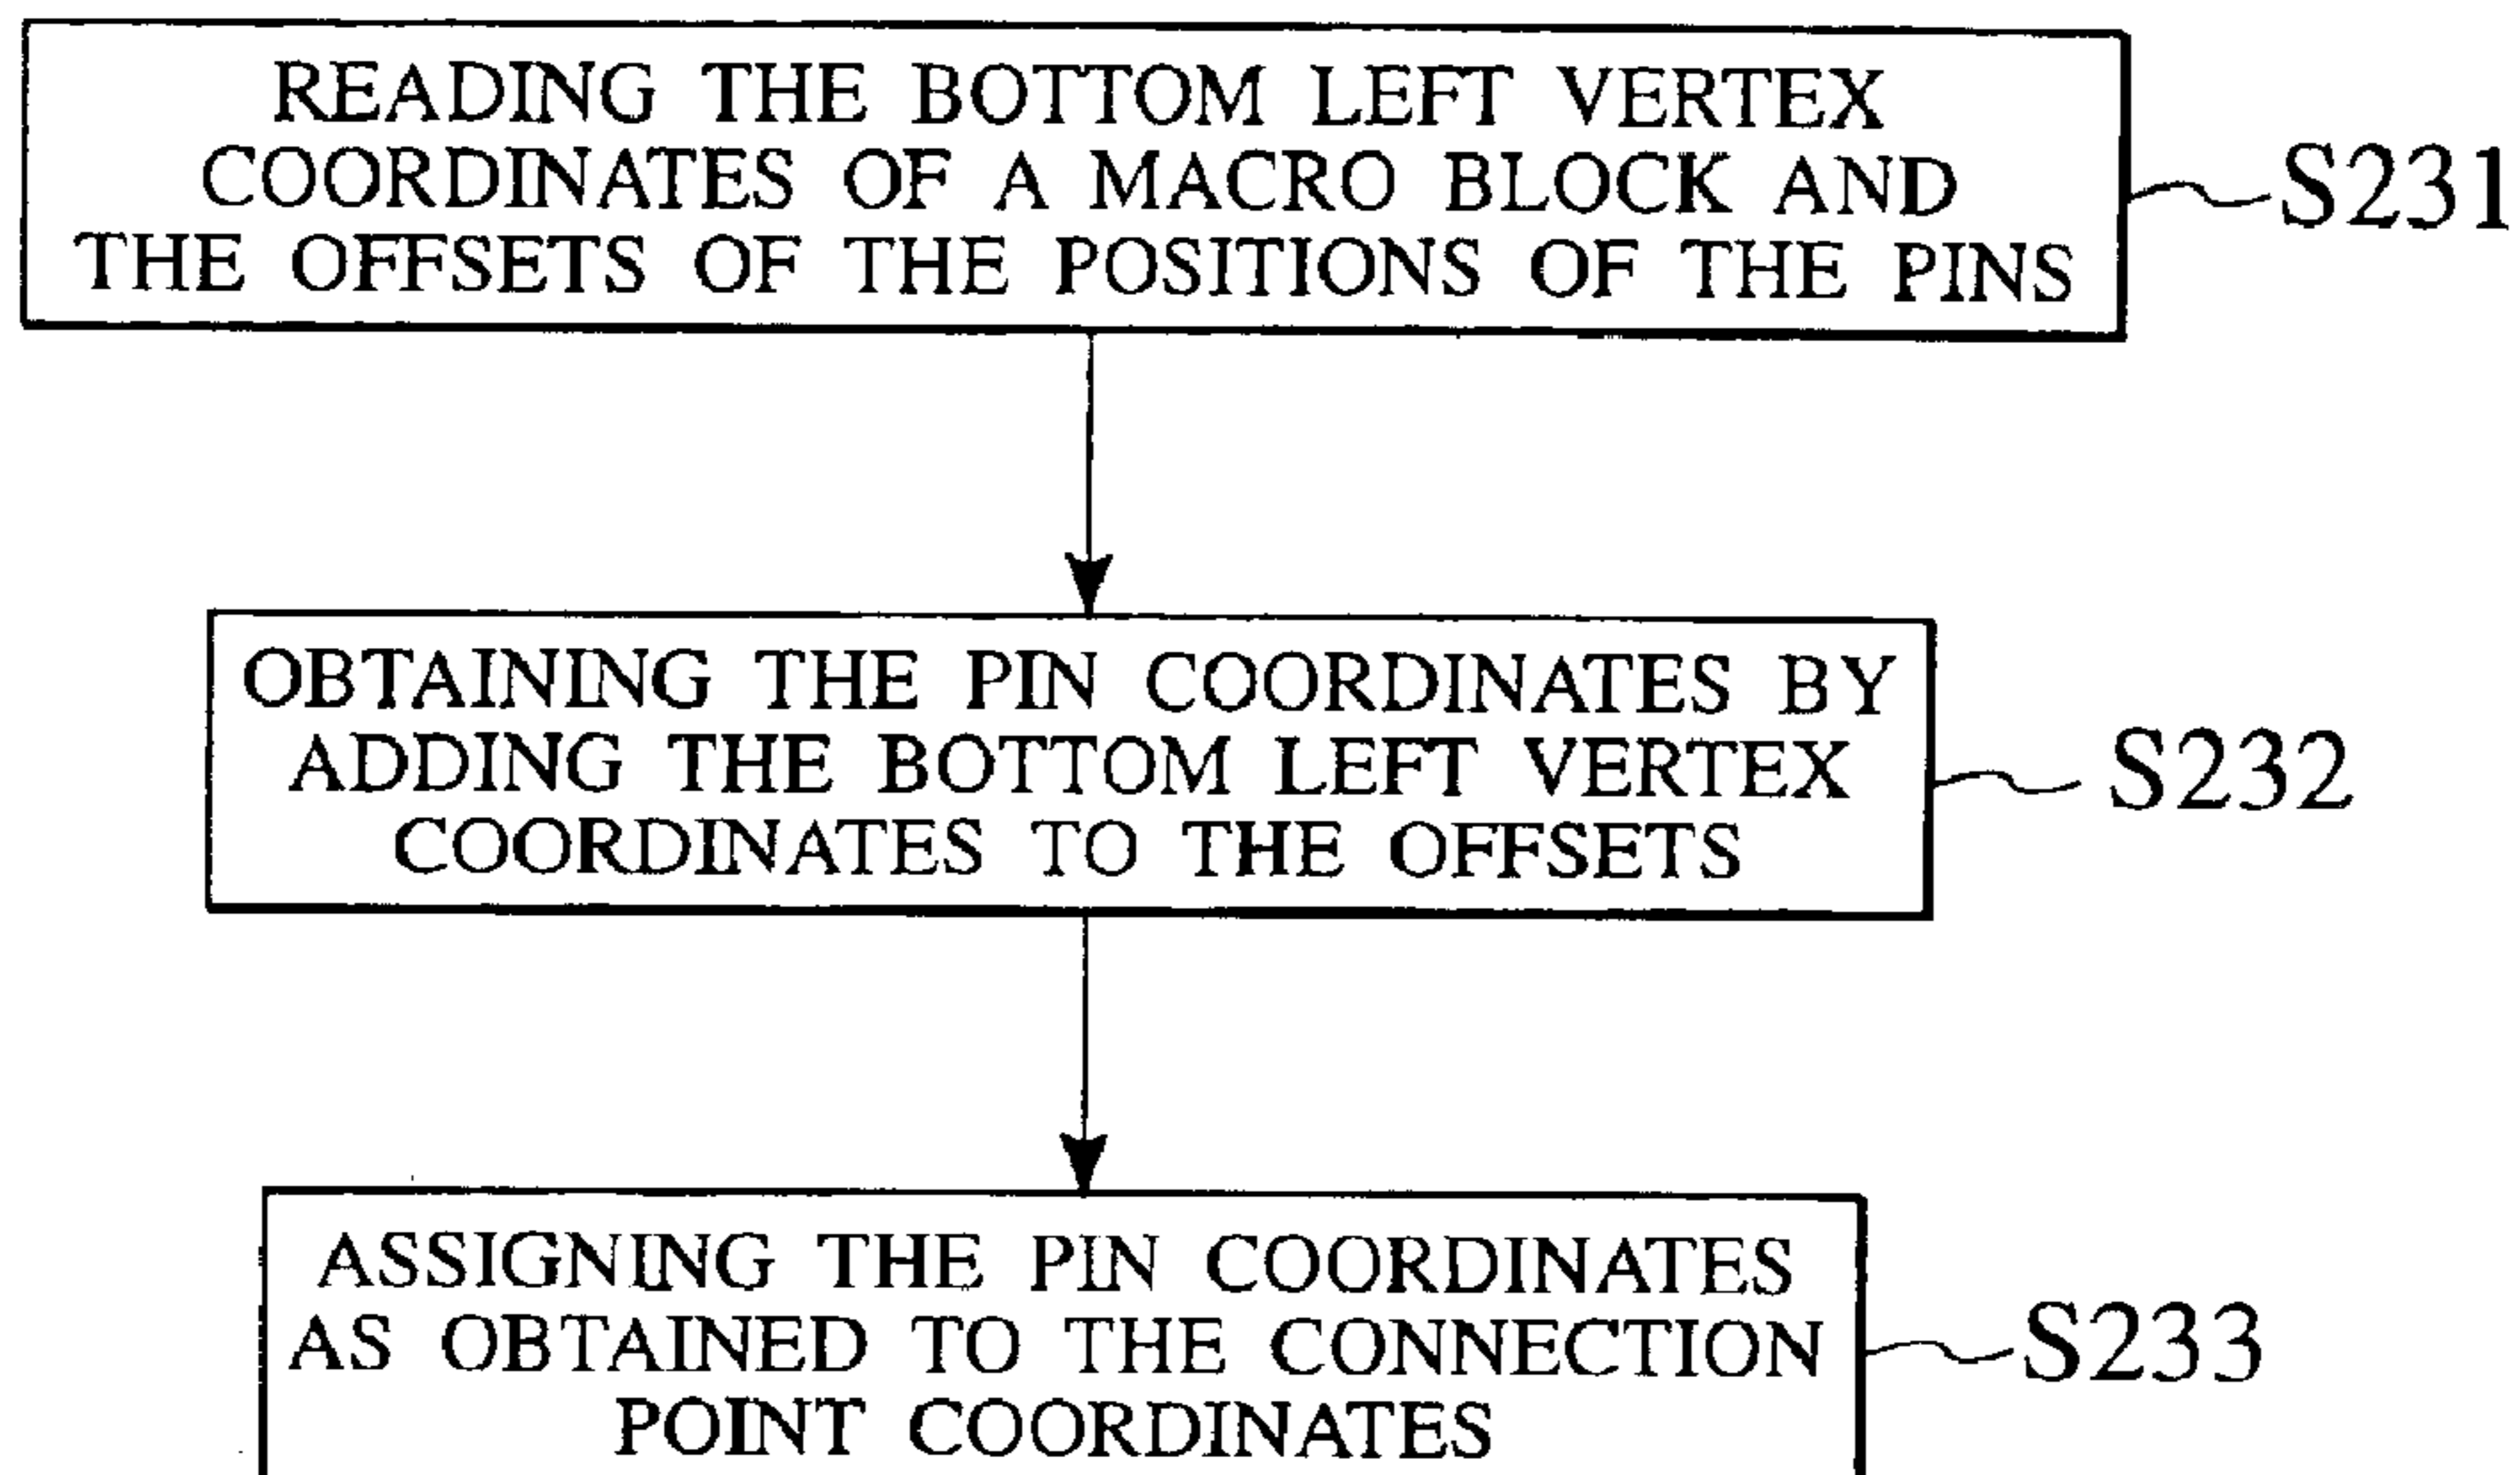 READING THE BOTTOM LEFT VERTEX
COORDINATES OF A MACRO BLOCK AND
THE OFFSETS OF THE POSITIONS OF THE PINS
S231
OBTAINING THE PIN COORDINATES BY
ADDING THE BOTTOM LEFT VERTEX
COORDINATES TO THE OFFSETS
S232
ASSIGNING THE PIN COORDINATES
AS OBTAINED TO THE CONNECTION
POINT COORDINATES
S233